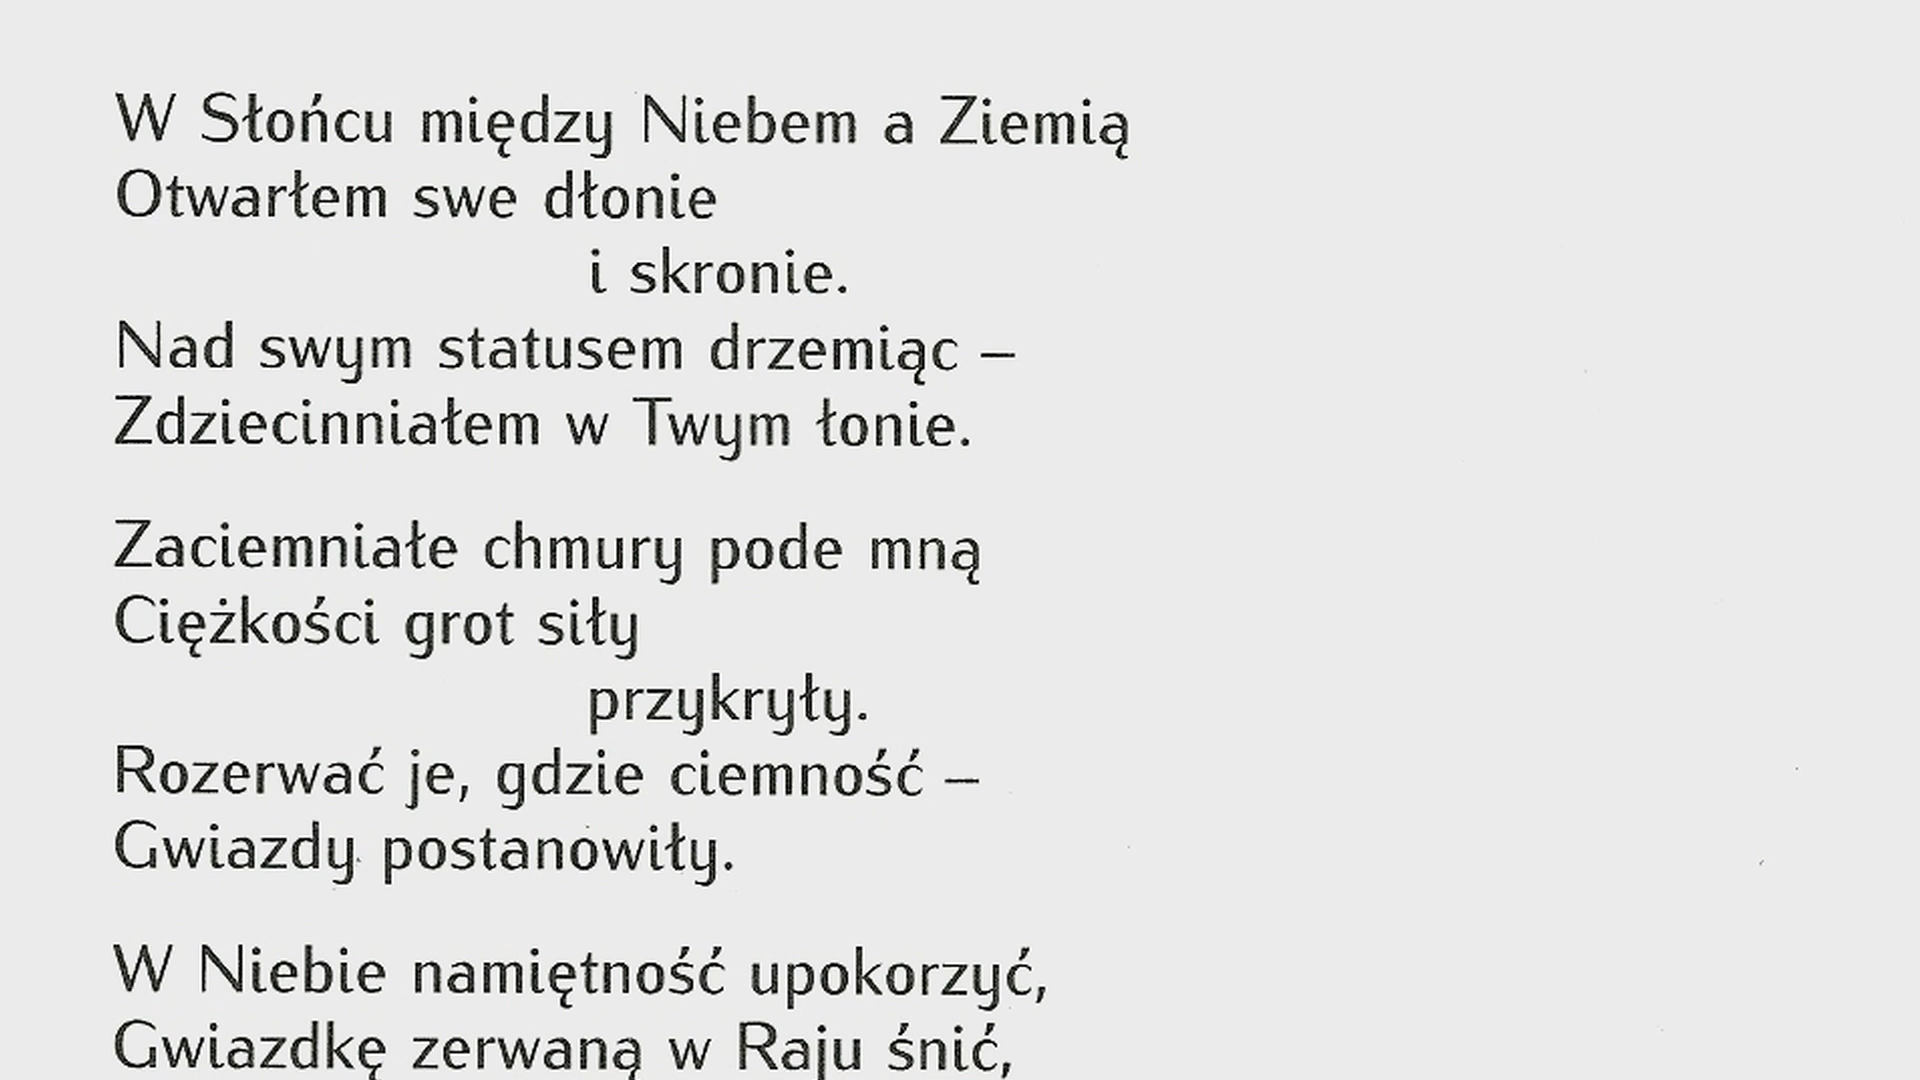 W Słońcu między Niebem a Ziemią
Otwarłem swe dłonie
i skronie.
Nad swym statusem drzemiąc –
Zdziecinniałem w Twym łonie.
Zaciemniałe chmury pode mną
Ciężkości grot siły
przykryły.
Rozerwać je, gdzie ciemność –
Gwiazdy postanowiły.
W Niebie namiętność upokorzyć,
Gwiazdkę zerwaną w Raju śnić,